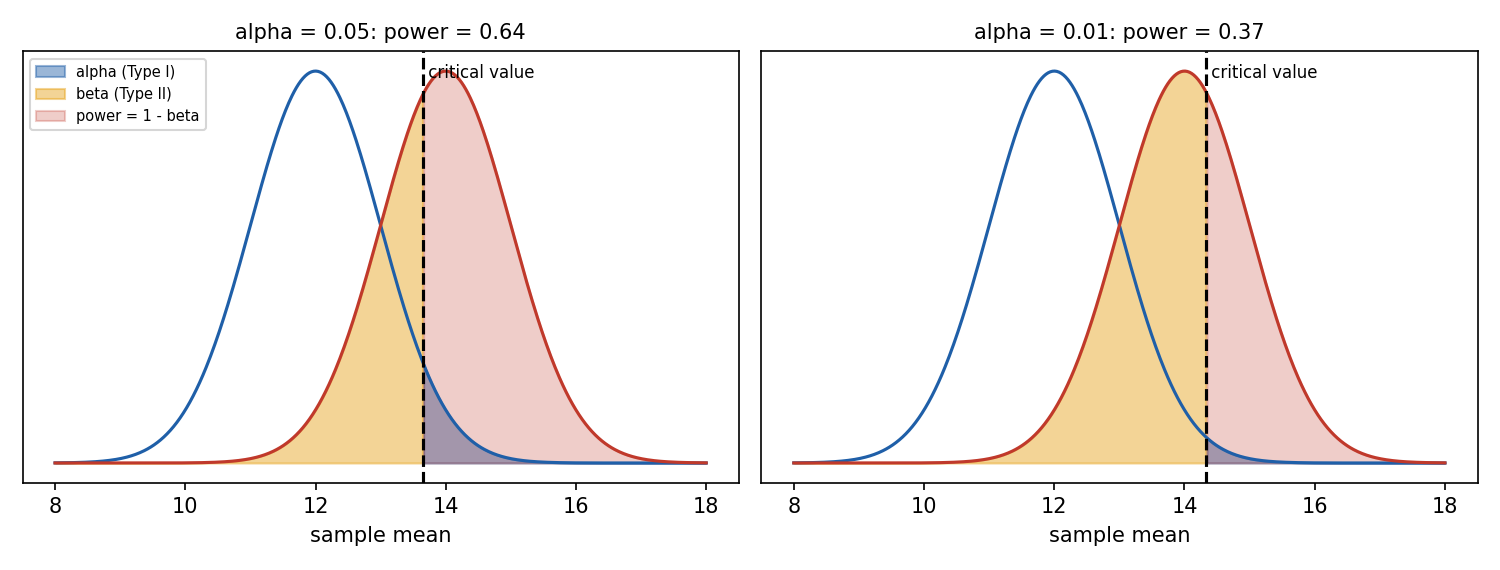 alpha = 0.05: power = 0.64
alpha (Type I)
beta (Type II)
power = 1 - beta
critical value
8 10 12 14 16 18
sample mean
alpha = 0.01: power = 0.37
critical value
8 10 12 14 16 18
sample mean